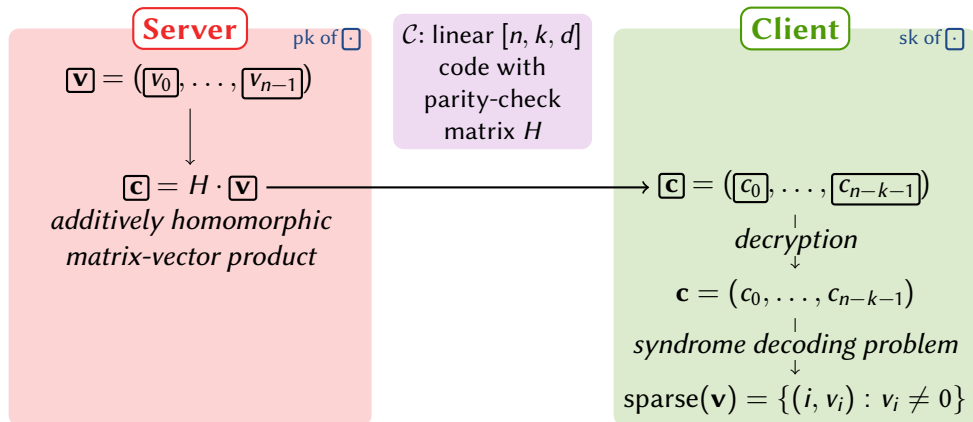 Server
pk of [·]
[v] = ([v₀], . . . , [vₙ₋₁])
[c] = H · [v]
additively homomorphic
matrix-vector product
C: linear [n, k, d]
code with
parity-check
matrix H
Client
sk of [·]
[c] = ([c₀], . . . , [cₙ₋ₖ₋₁])
decryption
c = (c₀, . . . , cₙ₋ₖ₋₁)
syndrome decoding problem
sparse(v) = {(i, vᵢ) : vᵢ ≠ 0}